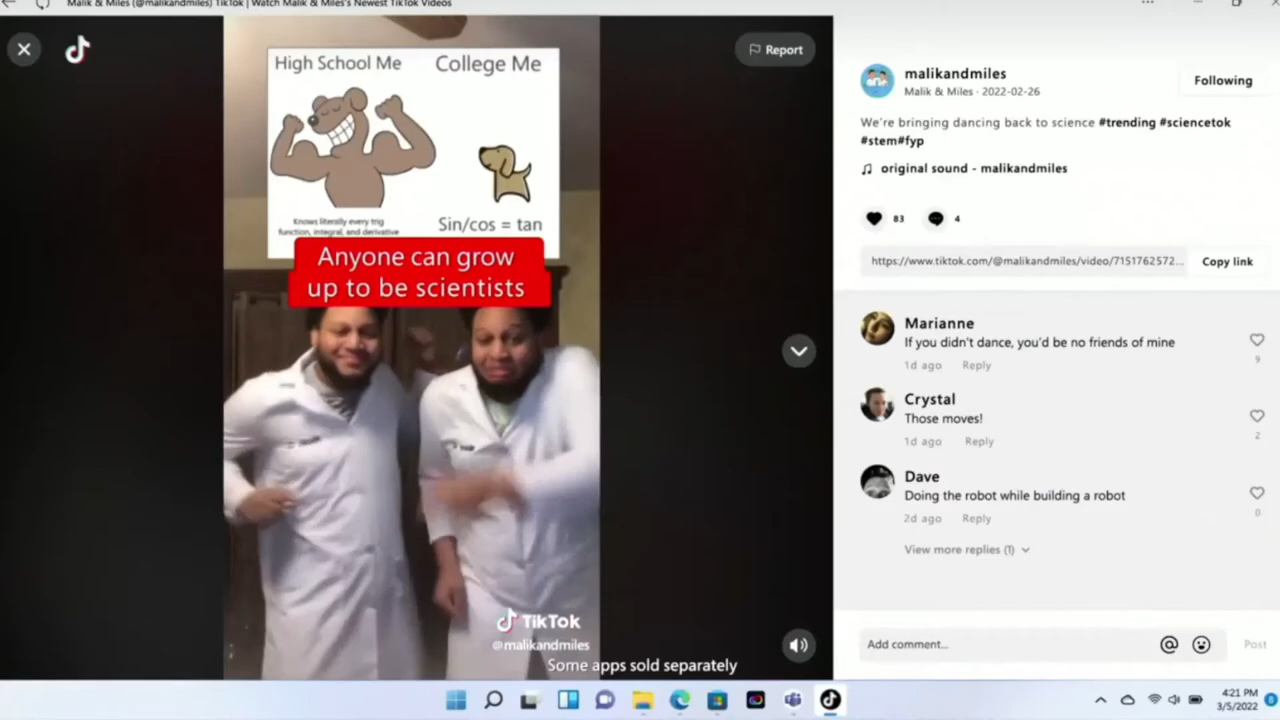 Malik & Miles (@malikandmiles) TikTok | Watch Malik & Miles's Newest TikTok Videos
Report
High School Me
College Me
Knows literally every trig
function, integral, and derivative
Sin/cos = tan
Anyone can grow
up to be scientists
TikTok
@malikandmiles
Some apps sold separately
malikandmiles
Malik & Miles · 2022-02-26
Following
We're bringing dancing back to science #trending #sciencetok
#stem#fyp
original sound - malikandmiles
83
4
https://www.tiktok.com/@malikandmiles/video/7151762572...
Copy link
Marianne
If you didn't dance, you'd be no friends of mine
1d ago Reply
9
Crystal
Those moves!
1d ago Reply
2
Dave
Doing the robot while building a robot
2d ago Reply
0
View more replies (1)
Add comment...
Post
4:21 PM
3/5/2022
8